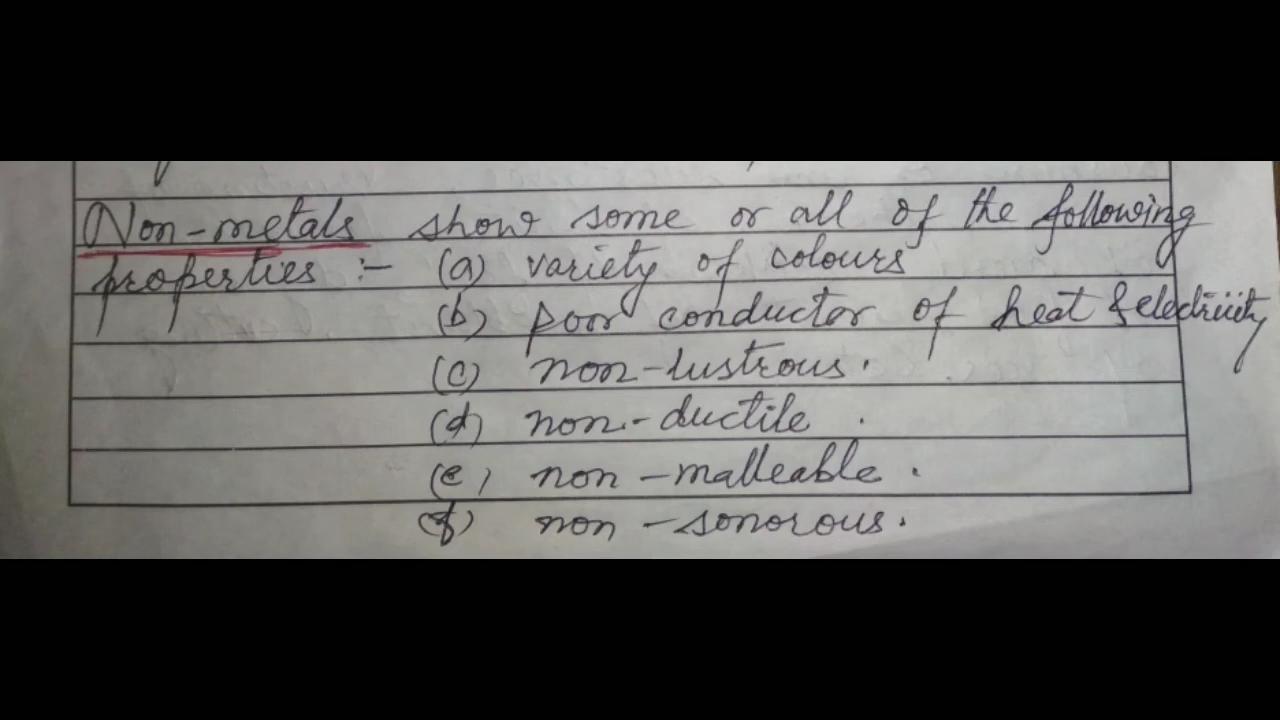 Non-metals show some or all of the following
properties :- (a) variety of colours
(b) poor conductor of heat & electricity
(c) non-lustrous.
(d) non-ductile.
(e) non-malleable.
(f) non-sonorous.